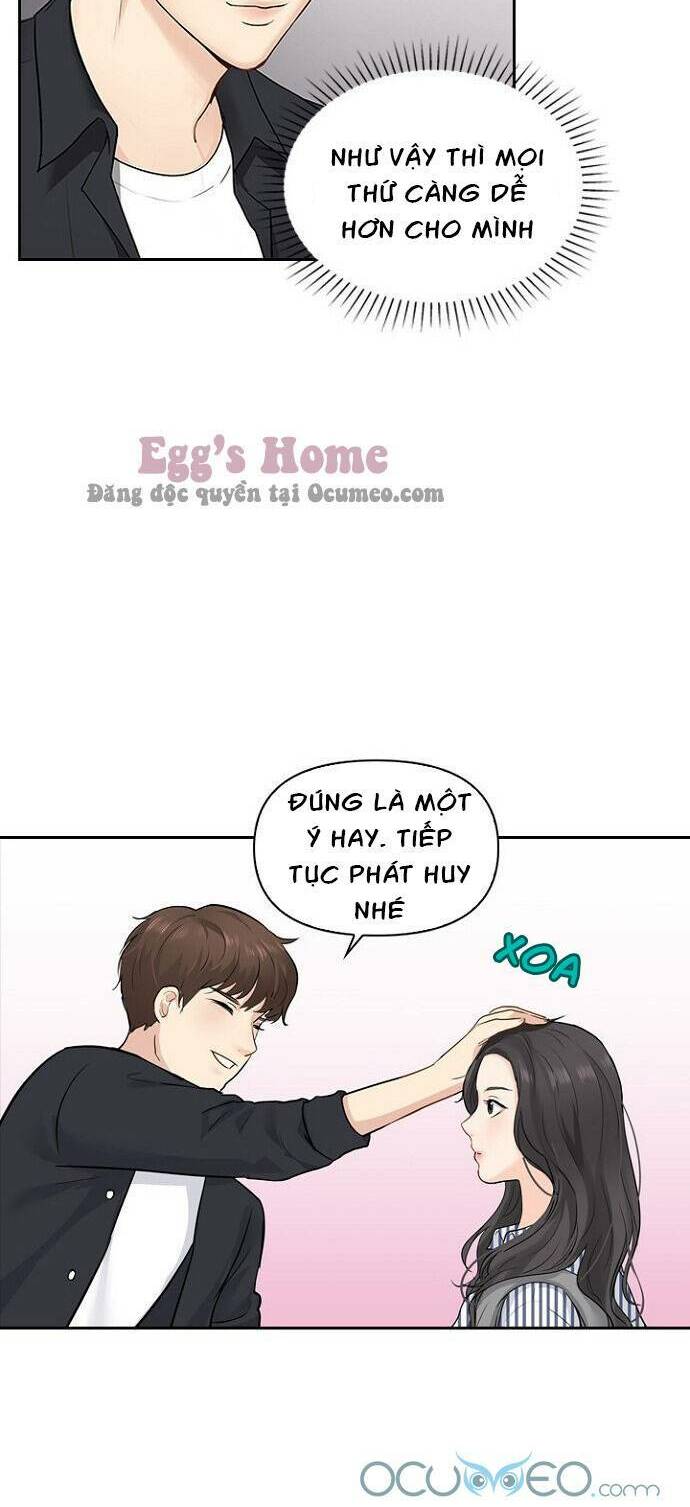 NHƯ VẬY THÌ MỌI
THỨ CÀNG DỄ
HƠN CHO MÌNH
Egg's Home
Đăng độc quyền tại Ocumeo.com
ĐÚNG LÀ MỘT
Ý HAY. TIẾP
TỤC PHÁT HUY
NHÉ
XOA
OCUMEO.com